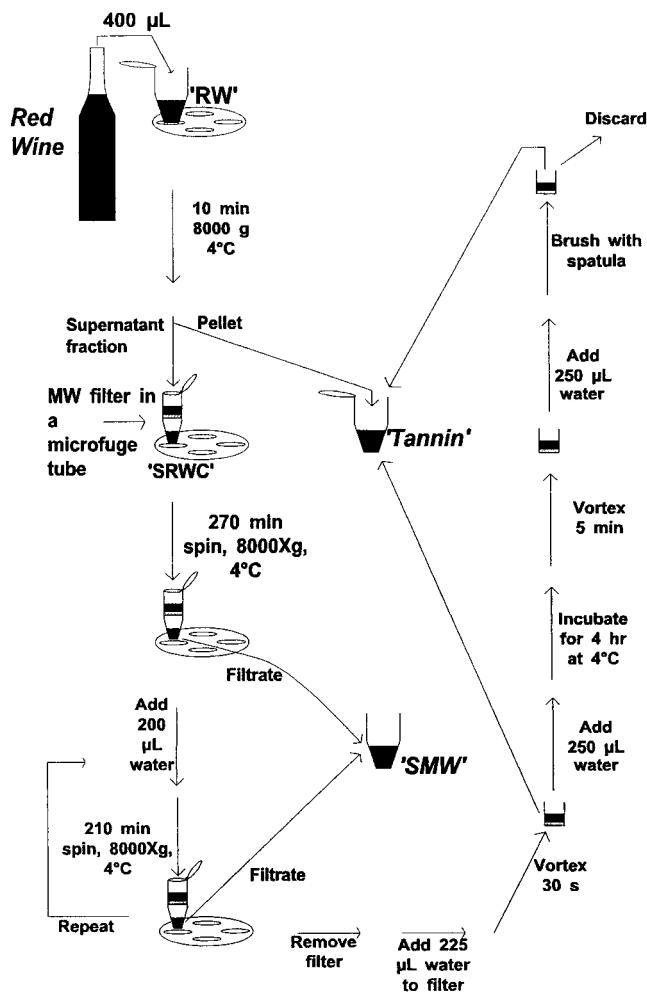 400 µL
'RW'
Red
Wine
10 min
8000 g
4°C
Supernatant
fraction
Pellet
MW filter in
a
microfuge
tube
'SRWC'
'Tannin'
270 min
spin, 8000Xg,
4°C
Filtrate
Add
200
µL
water
'SMW'
210 min
spin, 8000Xg,
4°C
Filtrate
Repeat
Remove
filter
Add 225
µL water
to filter
Vortex
30 s
Add
250 µL
water
Incubate
for 4 hr
at 4°C
Vortex
5 min
Add
250 µL
water
Brush with
spatula
Discard